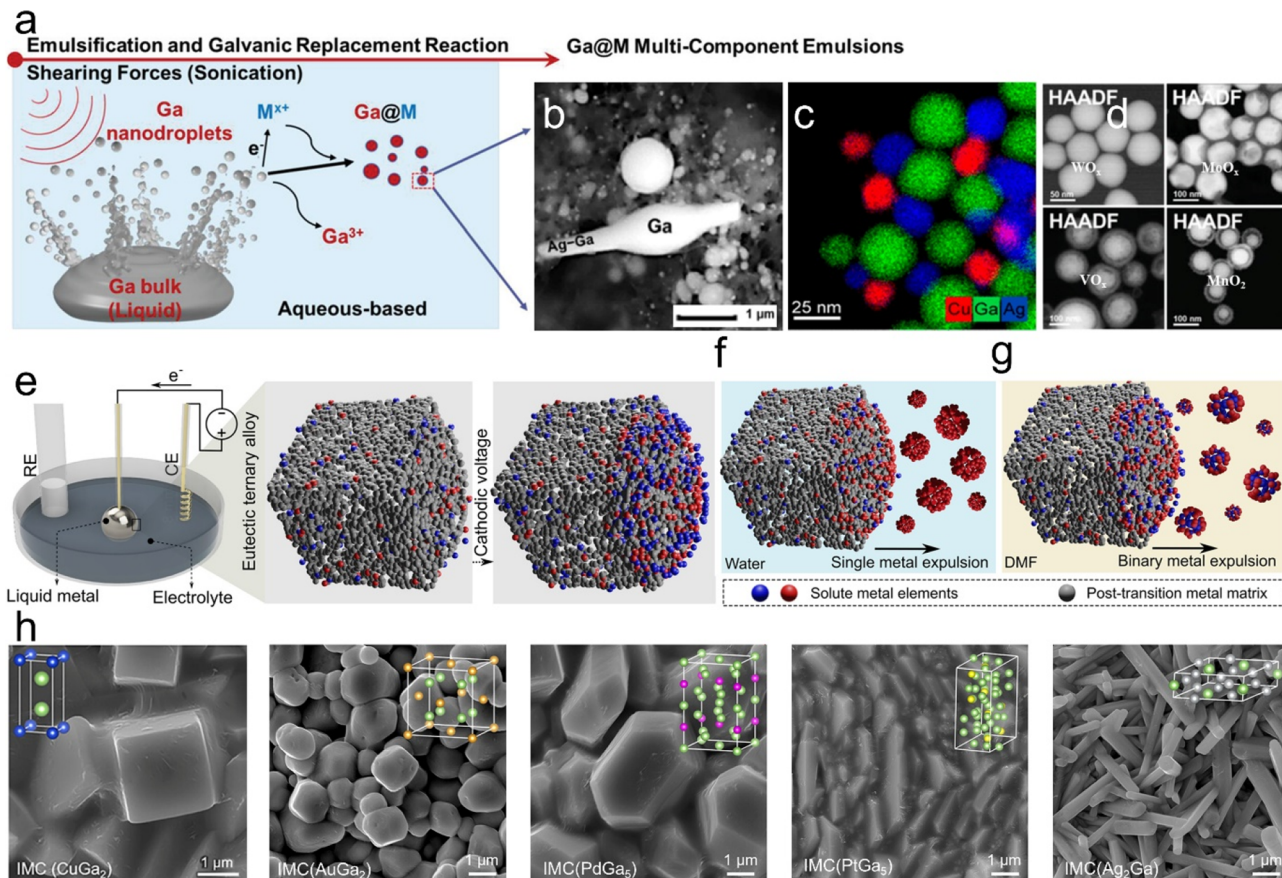 a
Emulsification and Galvanic Replacement Reaction
Ga@M Multi-Component Emulsions
Shearing Forces (Sonication)
Ga
nanodroplets
Mˣ⁺
e⁻
Ga@M
Ga³⁺
Ga bulk
(Liquid)
Aqueous-based
b
Ag–Ga
Ga
1 µm
c
25 nm
Cu Ga Ag
d
HAADF
WOₓ
50 nm
HAADF
MoOₓ
100 nm
HAADF
VOₓ
100 nm
HAADF
MnO₂
100 nm
e
e⁻
RE
CE
−
+
Liquid metal
Electrolyte
Eutectic ternary alloy
Cathodic voltage
f
Water
Single metal expulsion
g
DMF
Binary metal expulsion
Solute metal elements
Post-transition metal matrix
h
IMC (CuGa₂)
1 µm
IMC(AuGa₂)
1 µm
IMC(PdGa₅)
1 µm
IMC(PtGa₅)
1 µm
IMC(Ag₂Ga)
1 µm